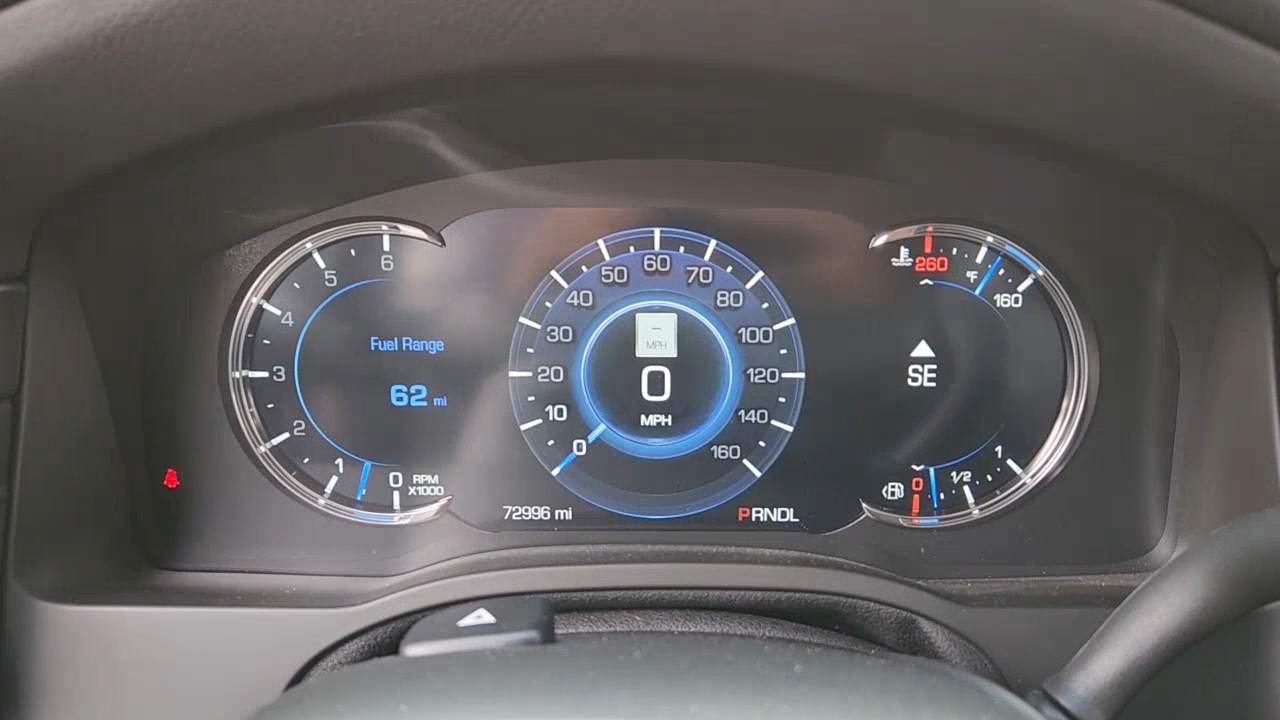 6
5
4
3
2
1
0 RPM
X1000
Fuel Range
62 mi
60
50 70
40 80
30 100
20 120
10 140
0 160
–
MPH
0
MPH
72996 mi
PRNDL
260
°F
160
SE
0 1/2 1